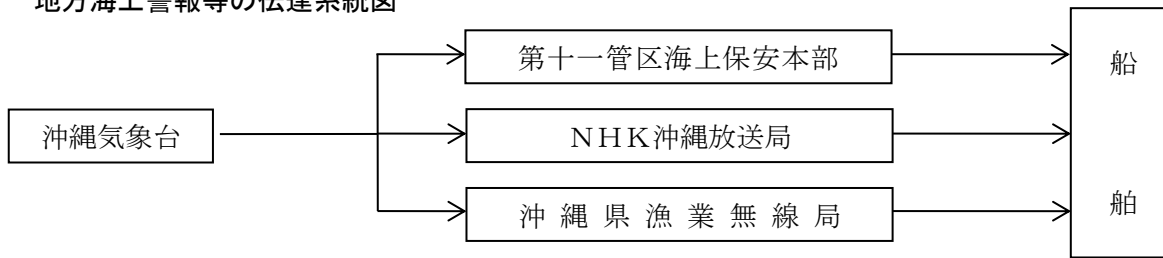 地方海上警報等の伝達系統図
第十一管区海上保安本部
沖縄気象台
ＮＨＫ沖縄放送局
沖縄県漁業無線局
船舶